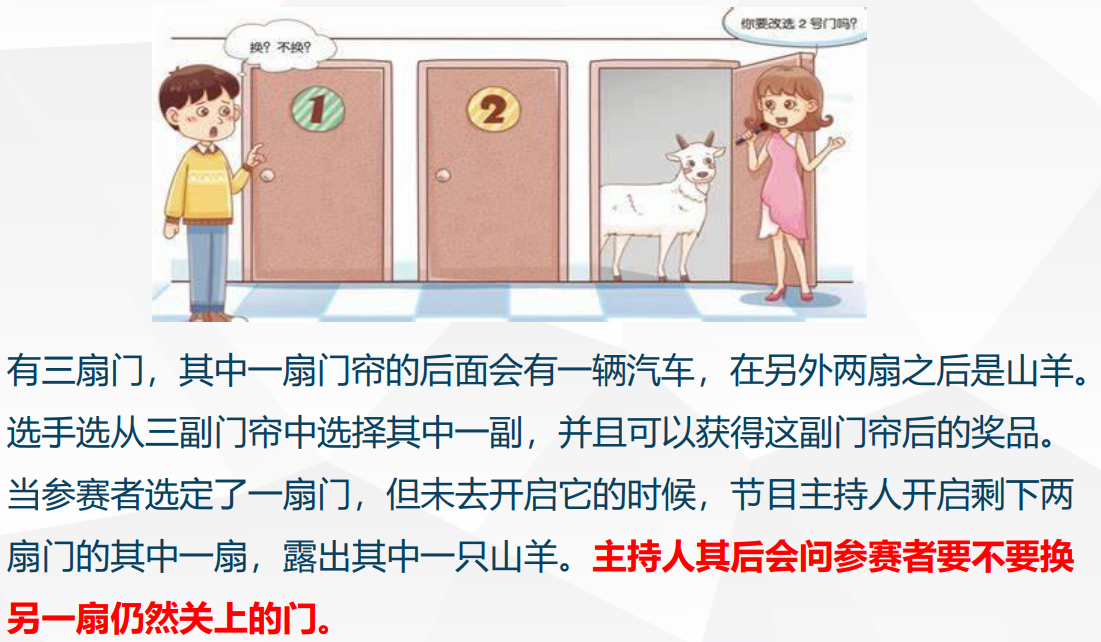 换？不换？
你要改选 2 号门吗？
1
2
有三扇门，其中一扇门帘的后面会有一辆汽车，在另外两扇之后是山羊。
选手选从三副门帘中选择其中一副，并且可以获得这副门帘后的奖品。
当参赛者选定了一扇门，但未去开启它的时候，节目主持人开启剩下两
扇门的其中一扇，露出其中一只山羊。主持人其后会问参赛者要不要换
另一扇仍然关上的门。